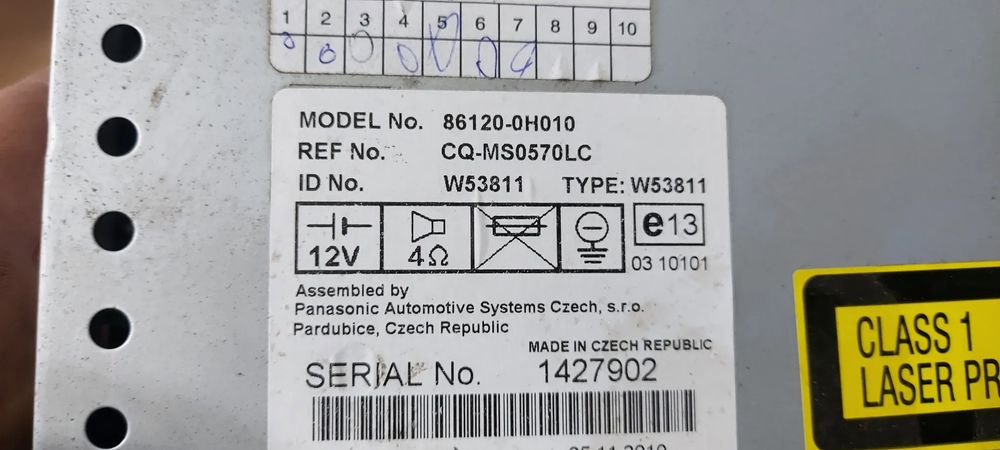 1 2 3 4 5 6 7 8 9 10
MODEL No. 86120-0H010
REF No. CQ-MS0570LC
ID No. W53811 TYPE: W53811
12V 4Ω e13
03 10101
Assembled by
Panasonic Automotive Systems Czech, s.r.o.
Pardubice, Czech Republic
MADE IN CZECH REPUBLIC
SERIAL No. 1427902
CLASS 1
LASER PR